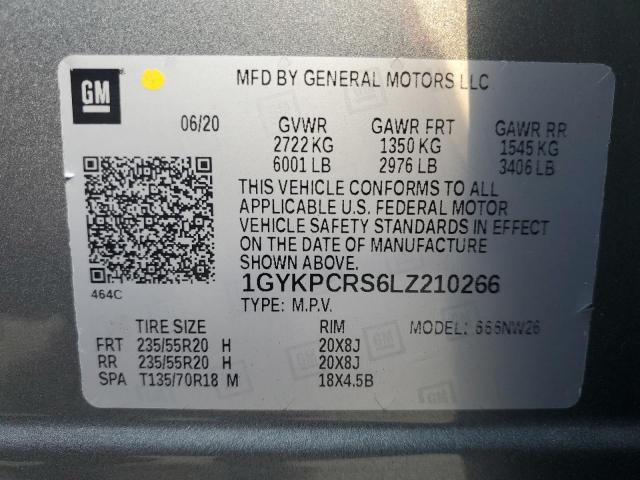 GM
MFD BY GENERAL MOTORS LLC
06/20 GVWR GAWR FRT GAWR RR
2722 KG 1350 KG 1545 KG
6001 LB 2976 LB 3406 LB
THIS VEHICLE CONFORMS TO ALL
APPLICABLE U.S. FEDERAL MOTOR
VEHICLE SAFETY STANDARDS IN EFFECT
ON THE DATE OF MANUFACTURE
SHOWN ABOVE.
464C
1GYKPCRS6LZ210266
TYPE: M.P.V.
TIRE SIZE RIM MODEL: 666NW26
FRT 235/55R20 H 20X8J
RR 235/55R20 H 20X8J
SPA T135/70R18 M 18X4.5B